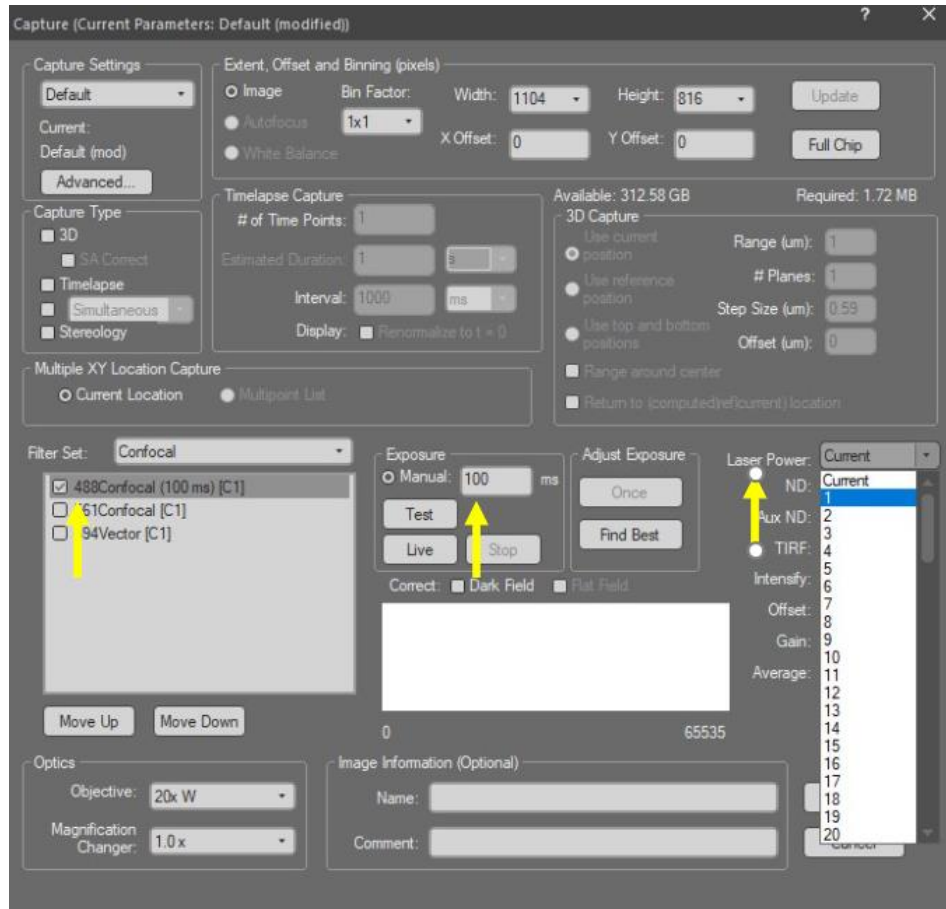 Capture (Current Parameters: Default (modified))
? X
Capture Settings
Default
Current:
Default (mod)
Advanced...
Extent, Offset and Binning (pixels)
Image
Autofocus
White Balance
Bin Factor:
1x1
Width: 1104
Height: 816
Update
X Offset: 0
Y Offset: 0
Full Chip
Capture Type
3D
SA Correct
Timelapse
Simultaneous
Stereology
Timelapse Capture
# of Time Points: 1
Estimated Duration: 1 s
Interval: 1000 ms
Display: Renormalize to t = 0
Available: 312.58 GB
Required: 1.72 MB
3D Capture
Use current
position
Use reference
position
Use top and bottom
positions
Range (um): 1
# Planes: 1
Step Size (um): 0.59
Offset (um): 0
Range around center
Return to (computed)ref(current) location
Multiple XY Location Capture
Current Location
Multipoint List
Filter Set: Confocal
488Confocal (100 ms) [C1]
61Confocal [C1]
94Vector [C1]
Move Up
Move Down
Exposure
Manual: 100 ms
Test
Live
Stop
Adjust Exposure
Once
Find Best
Correct: Dark Field
Flat Field
0 65535
Laser Power: Current
ND:
Aux ND:
TIRF:
Intensify:
Offset:
Gain:
Average:
Current
1
2
3
4
5
6
7
8
9
10
11
12
13
14
15
16
17
18
19
20
Optics
Objective: 20x W
Magnification
Changer: 1.0 x
Image Information (Optional)
Name:
Comment:
Cancel